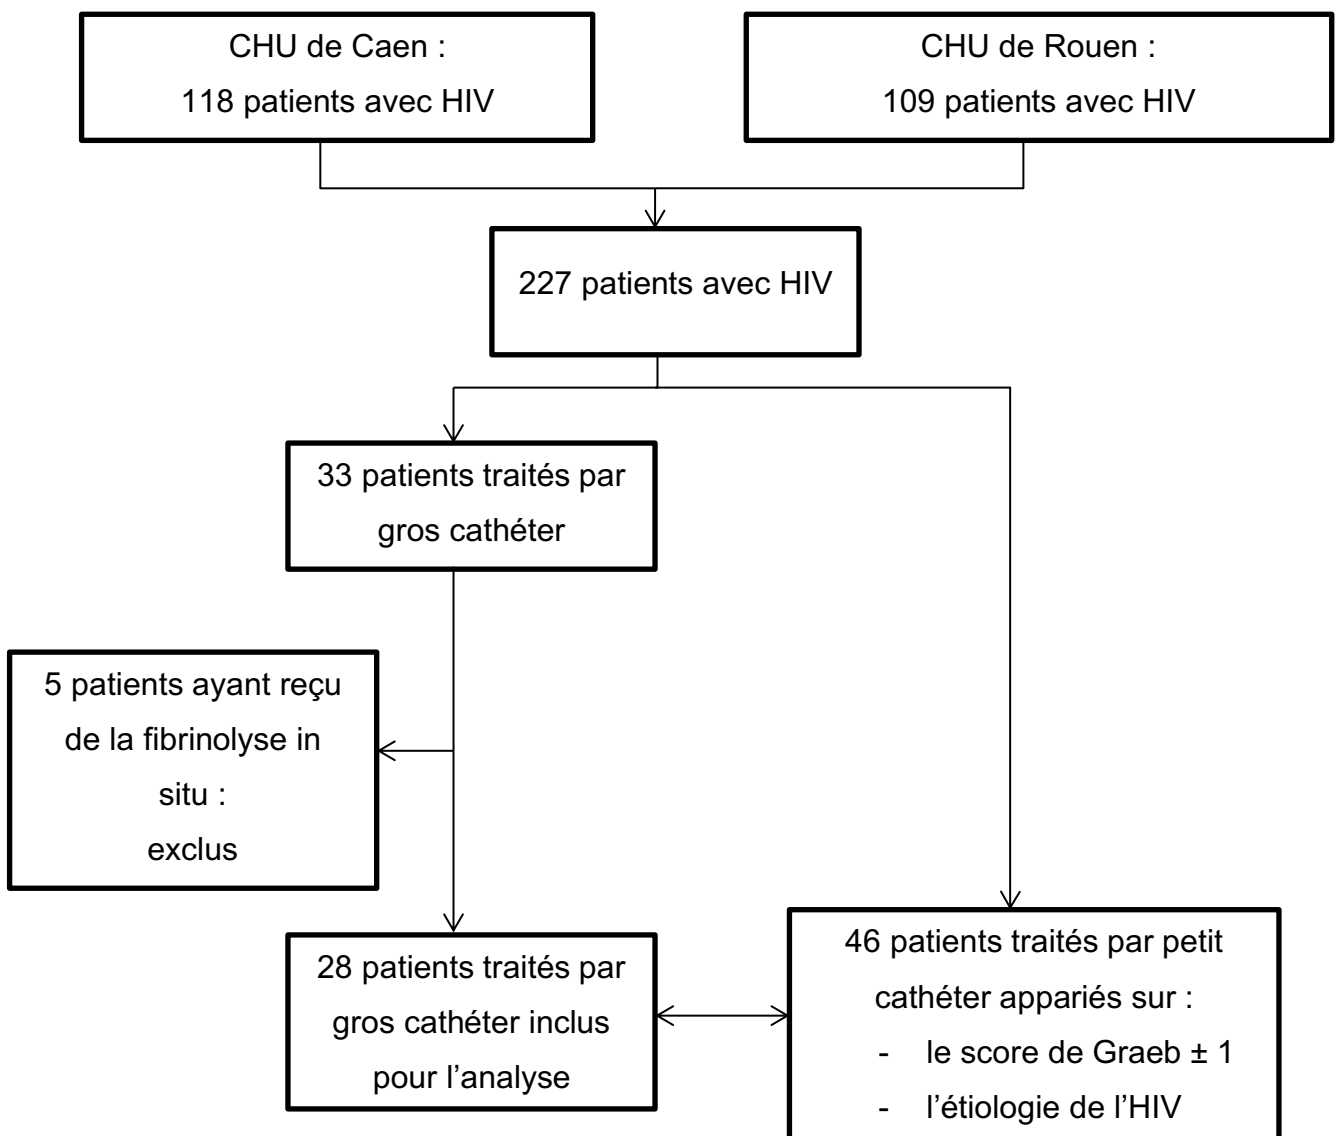 CHU de Caen :
118 patients avec HIV
CHU de Rouen :
109 patients avec HIV
227 patients avec HIV
33 patients traités par
gros cathéter
5 patients ayant reçu
de la fibrinolyse in
situ :
exclus
28 patients traités par
gros cathéter inclus
pour l’analyse
46 patients traités par petit
cathéter appariés sur :
- le score de Graeb ± 1
- l’étiologie de l’HIV